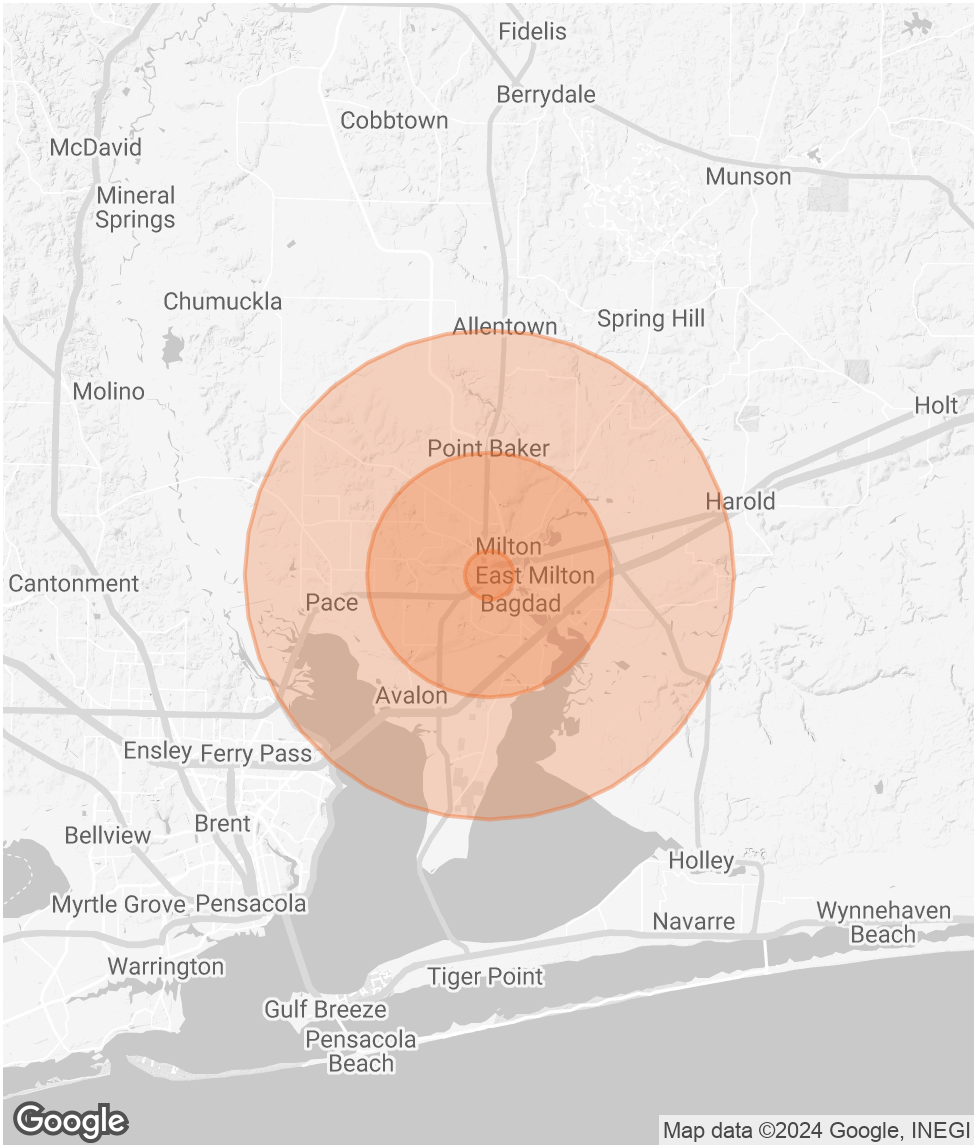 Fidelis
Berrydale
Cobbtown
McDavid
Munson
Mineral
Springs
Chumuckla
Allentown
Spring Hill
Molino
Holt
Point Baker
Harold
Milton
East Milton
Cantonment
Pace
Bagdad
Avalon
Ensley
Ferry Pass
Brent
Bellview
Holley
Myrtle Grove
Pensacola
Navarre
Wynnehaven
Beach
Warrington
Tiger Point
Gulf Breeze
Pensacola
Beach
Google
Map data ©2024 Google, INEGI